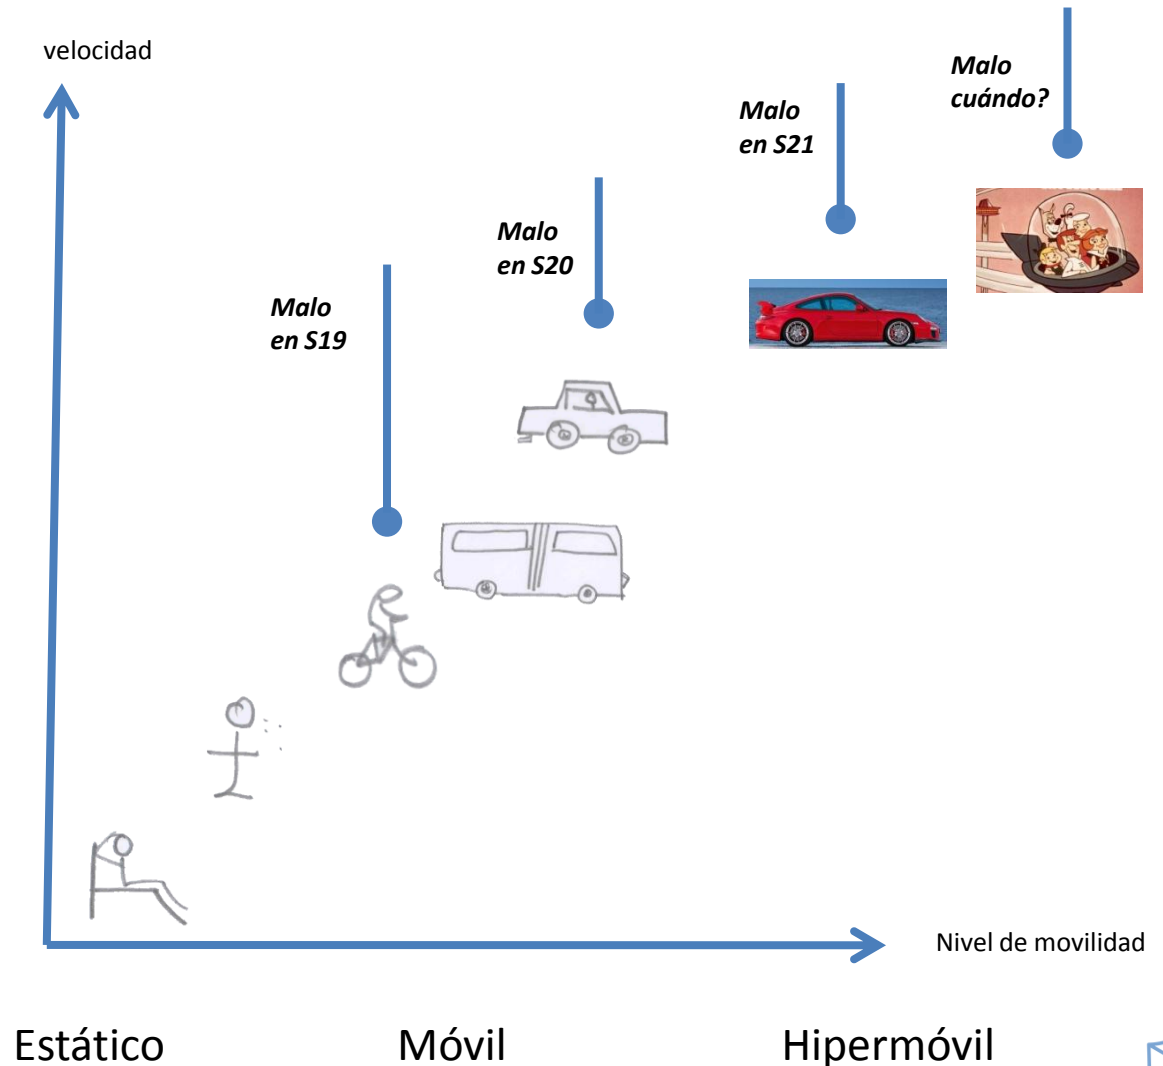 velocidad
Malo
cuándo?
Malo
en S21
Malo
en S20
Malo
en S19
Nivel de movilidad
Estático
Móvil
Hipermóvil